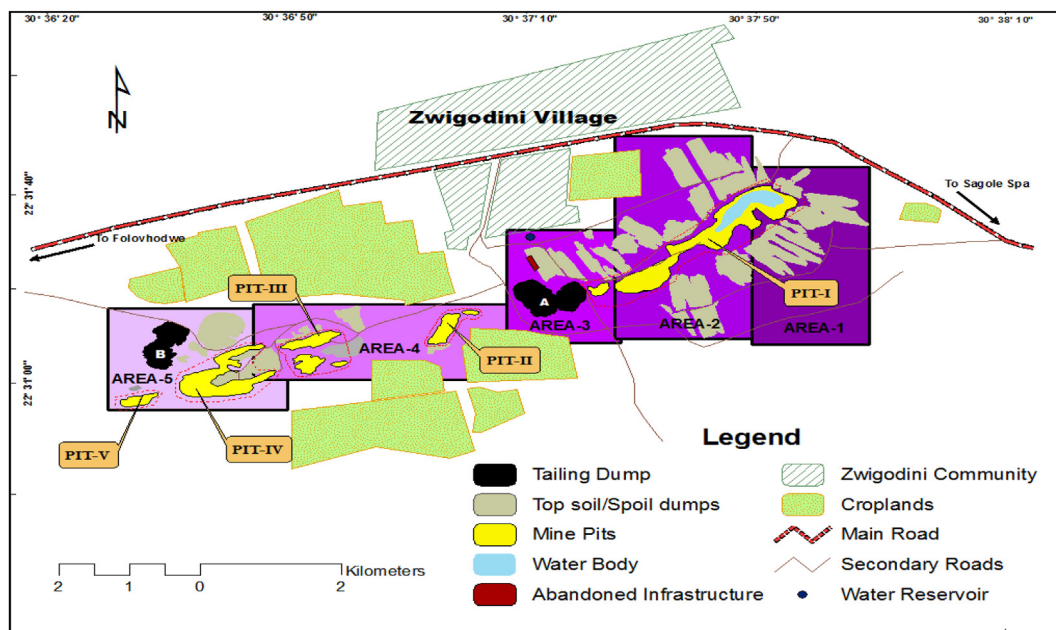 30° 36' 20"
30° 36' 50"
30° 37' 10"
30° 37' 50"
30° 38' 10"
N
Zwigodini Village
22° 31' 40"
To Sagole Spa
To Folovhodwe
PIT-III
PIT-I
A
AREA-3
AREA-2
AREA-1
B
AREA-4
AREA-5
PIT-II
22° 31' 00"
PIT-V
PIT-IV
Legend
Tailing Dump
Top soil/Spoil dumps
Mine Pits
Water Body
Abandoned Infrastructure
Zwigodini Community
Croplands
Main Road
Secondary Roads
Water Reservoir
Kilometers
2 1 0 2